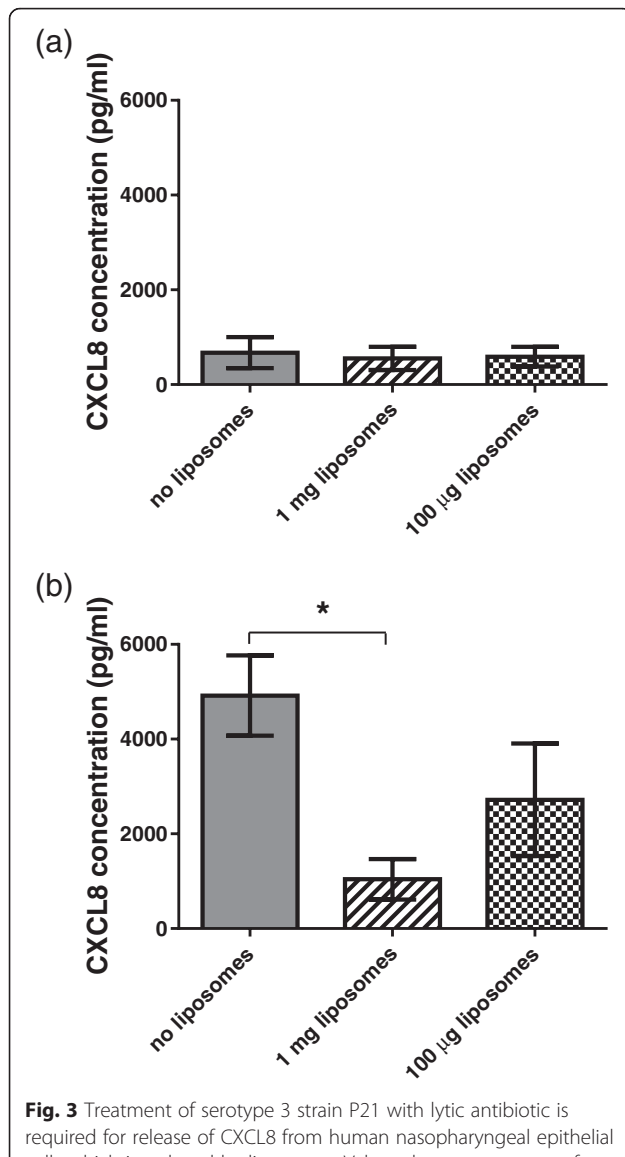 (a)
CXCL8 concentration (pg/ml)
6000
4000
2000
0
no liposomes
1 mg liposomes
100 μg liposomes
(b)
CXCL8 concentration (pg/ml)
*
6000
4000
2000
0
no liposomes
1 mg liposomes
100 μg liposomes
Fig. 3 Treatment of serotype 3 strain P21 with lytic antibiotic is
required for release of CXCL8 from human nasopharyngeal epithelial